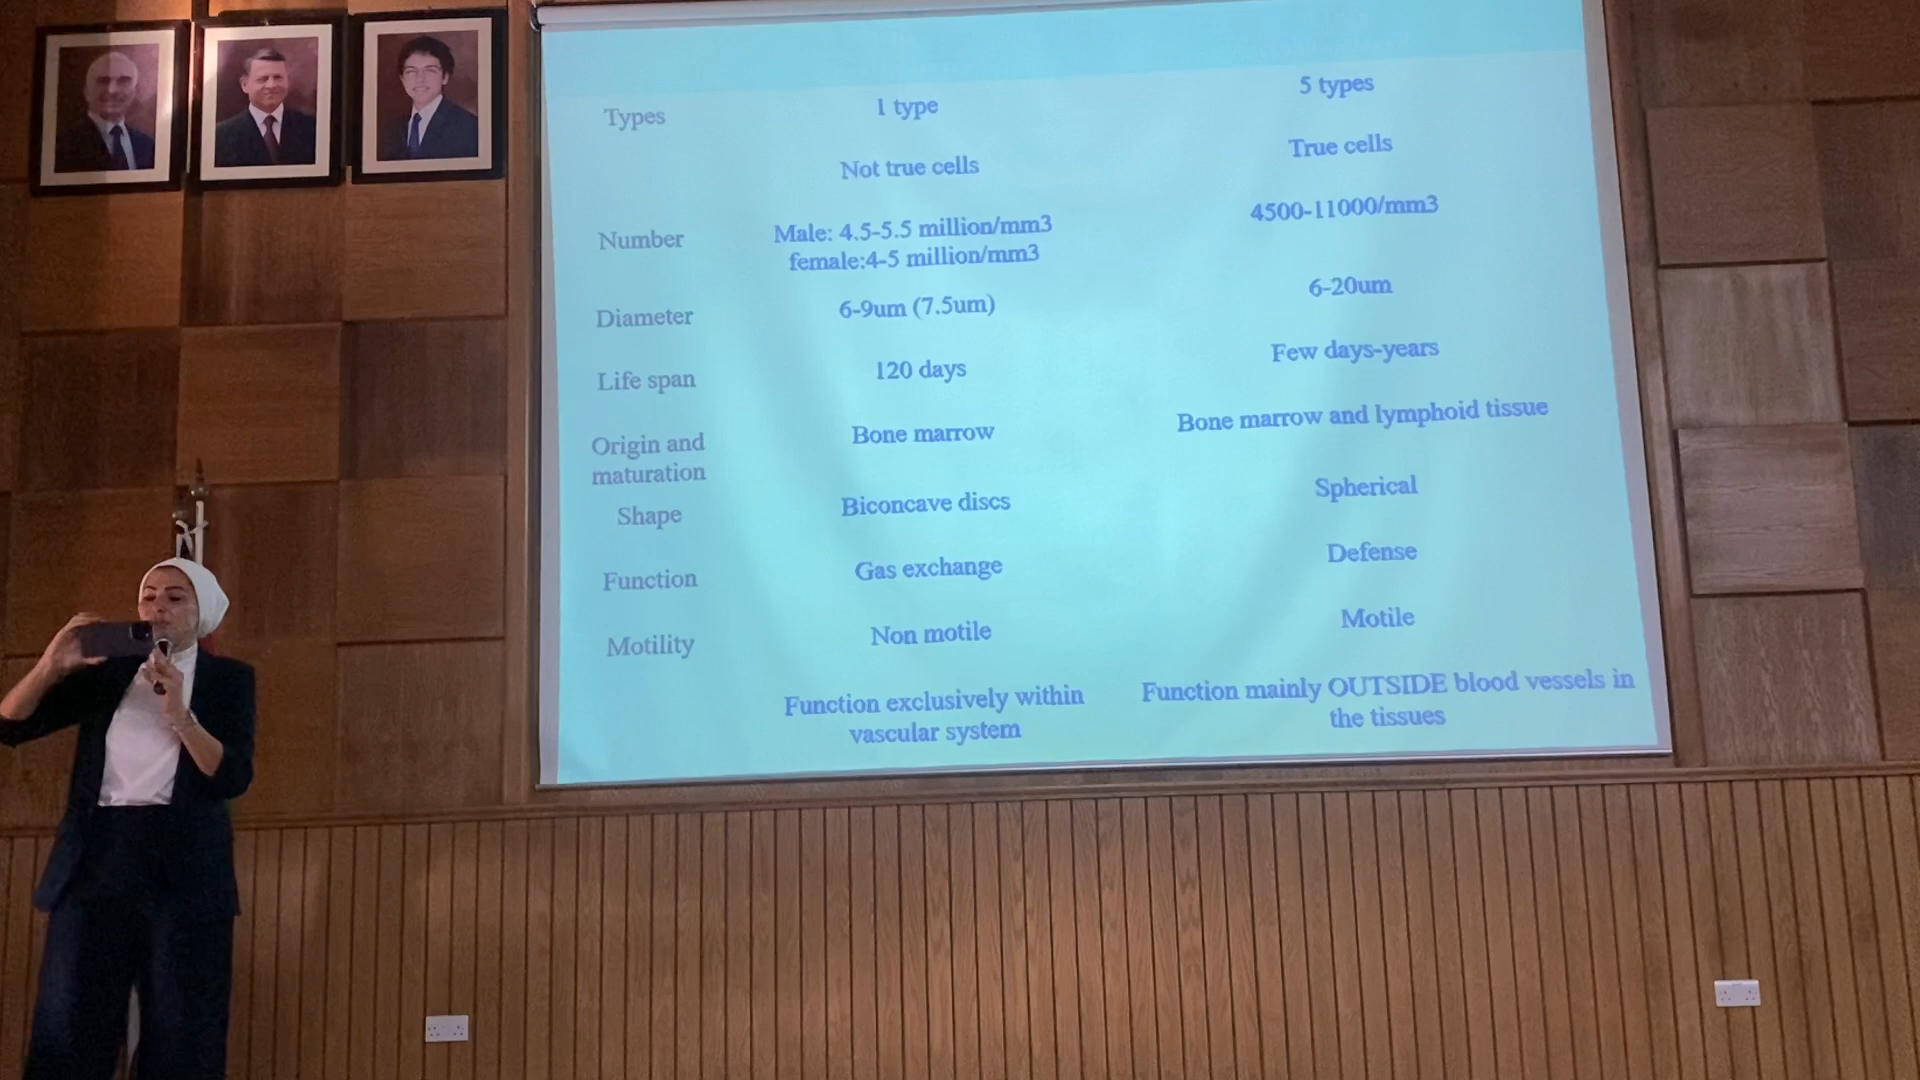 Types 1 type 5 types
Not true cells True cells
Number Male: 4.5-5.5 million/mm3 4500-11000/mm3
female:4-5 million/mm3
Diameter 6-9um (7.5um) 6-20um
Life span 120 days Few days-years
Origin and Bone marrow Bone marrow and lymphoid tissue
maturation
Shape Biconcave discs Spherical
Function Gas exchange Defense
Motility Non motile Motile
Function exclusively within Function mainly OUTSIDE blood vessels in
vascular system the tissues